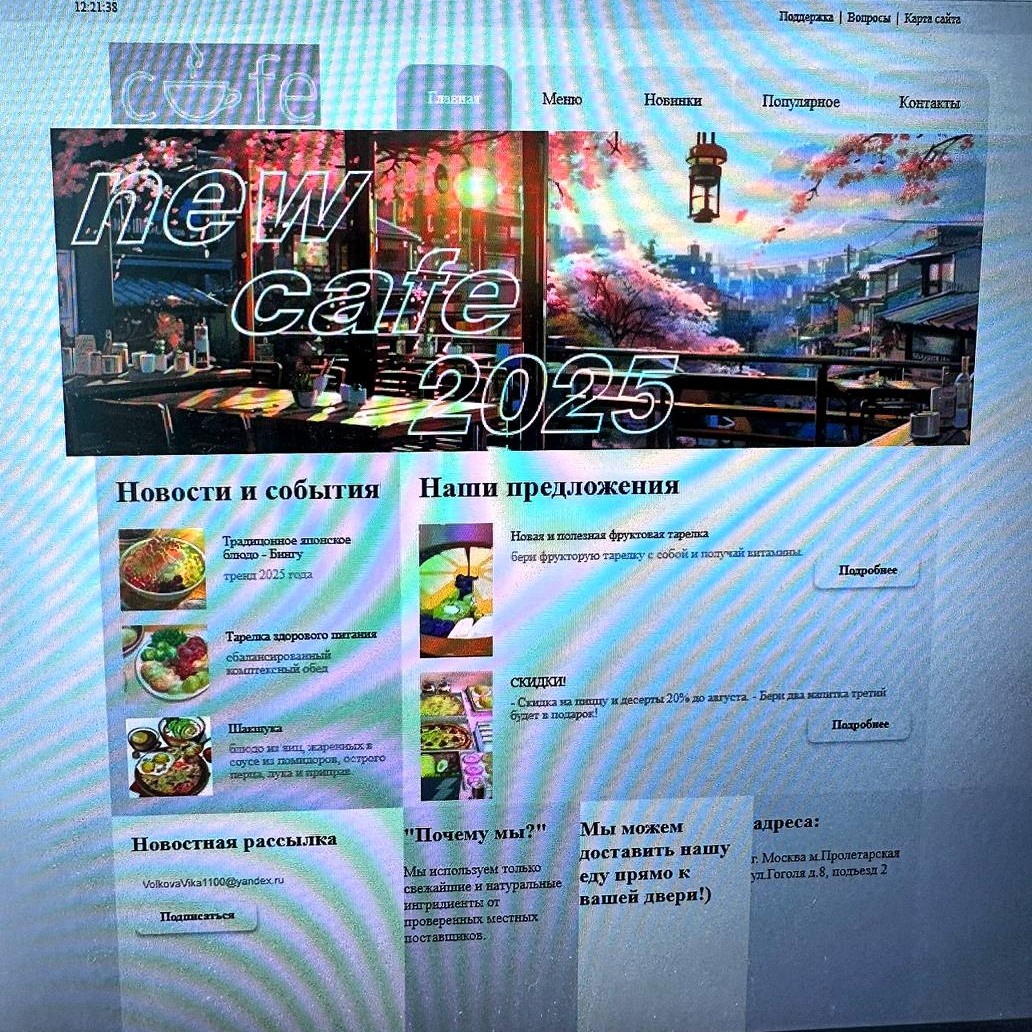 12:21:38
Поддержка | Вопросы | Карта сайта
cafe
Главная
Меню
Новинки
Популярное
Контакты
new
cafe
2025
Новости и события
Традиционное японское
блюдо - Бингу
тренд 2025 года
Тарелка здорового питания
сбалансированный
комптексный обед
Шакшука
блюдо из яиц, жаренных в
соусе из помидоров, острого
перца, лука и приправ.
Наши предложения
Новая и полезная фруктовая тарелка
бери фрукторую тарелку с собой и получай витамины.
Подробнее
СКИДКИ!
- Скидка на пиццу и десерты 20% до августа. - Бери два напитка третий
будет в подарок!
Подробнее
Новостная рассылка
VolkovaVika1100@yandex.ru
Подписаться
"Почему мы?"
Мы используем только
свежайшие и натуральные
ингридиенты от
проверенных местных
поставщиков.
Мы можем
доставить нашу
еду прямо к
вашей двери!)
адреса:
г. Москва м.Пролетарская
ул.Гоголя д.8, подъезд 2